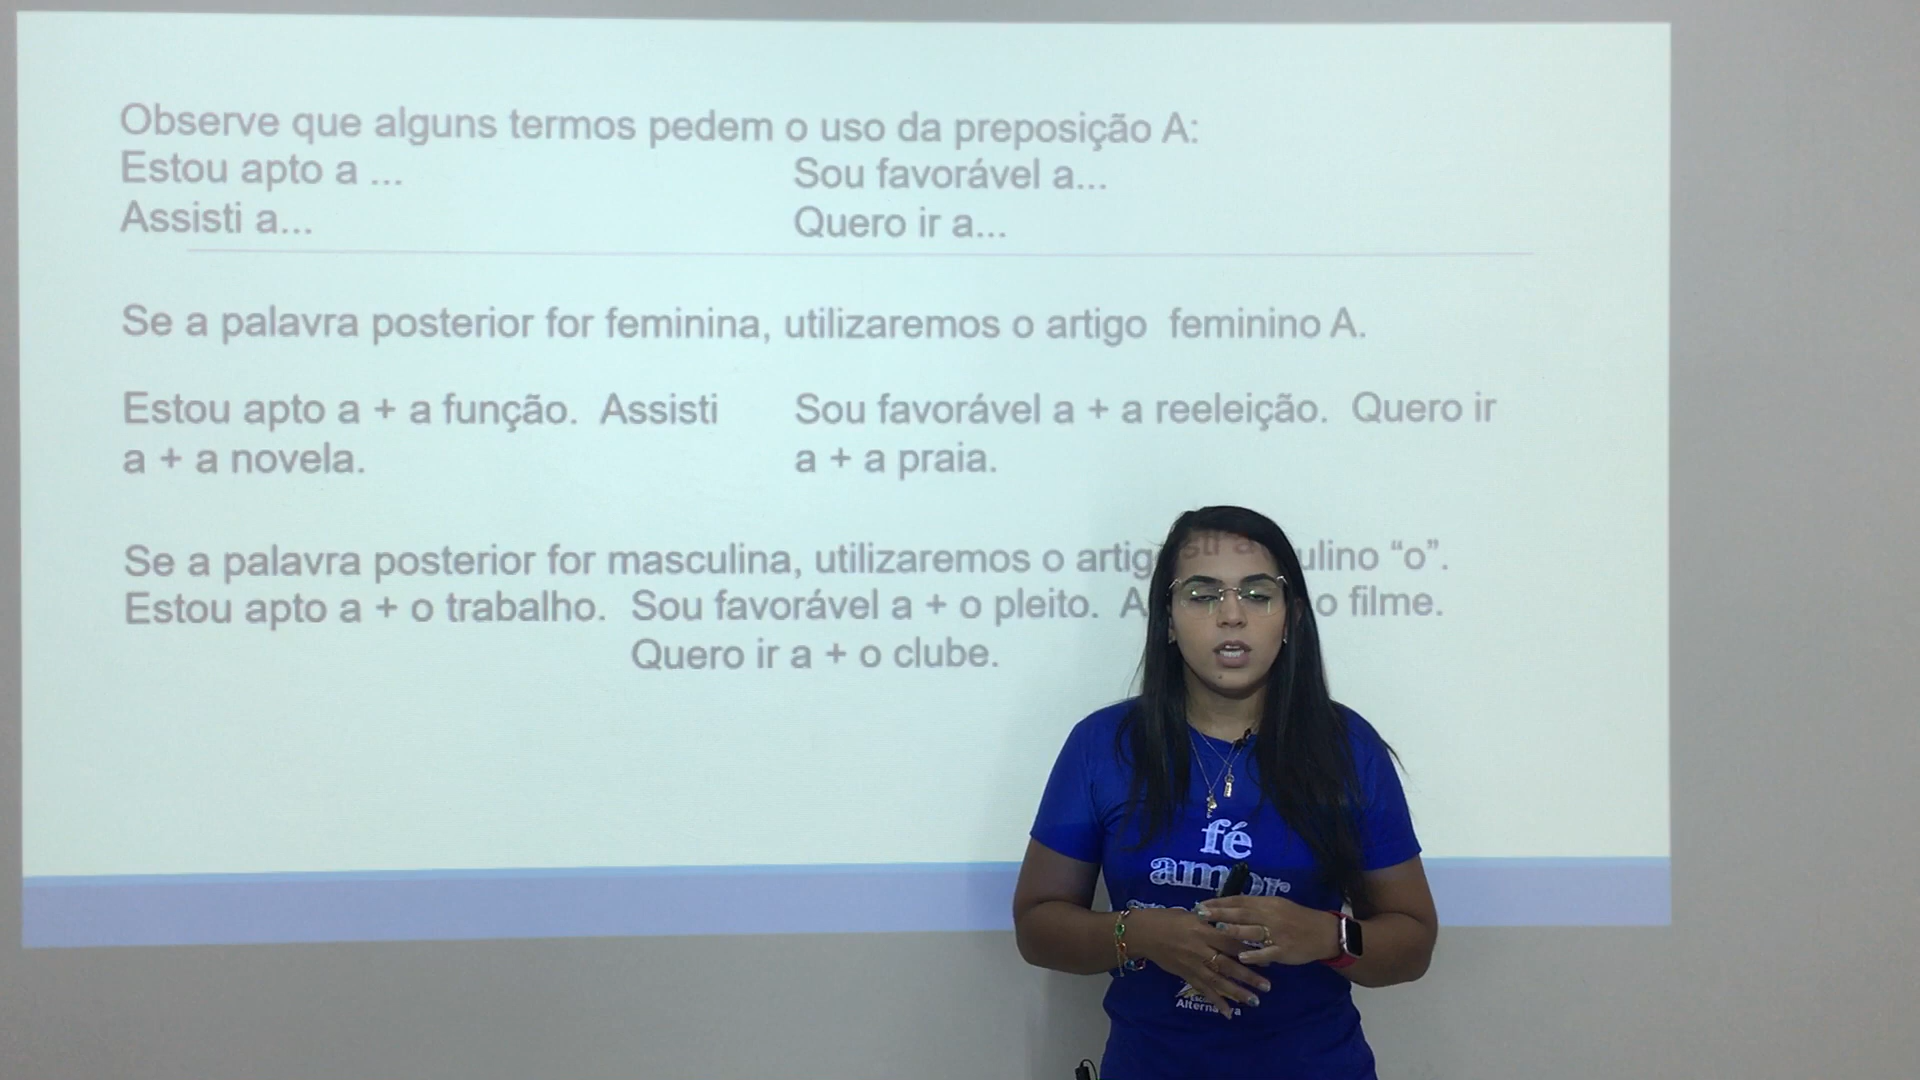 Observe que alguns termos pedem o uso da preposição A:
Estou apto a ... Sou favorável a...
Assisti a... Quero ir a...
Se a palavra posterior for feminina, utilizaremos o artigo feminino A.
Estou apto a + a função. Assisti
a + a novela.
Sou favorável a + a reeleição. Quero ir
a + a praia.
Se a palavra posterior for masculina, utilizaremos o artig ulino “o”.
Estou apto a + o trabalho. Sou favorável a + o pleito. A o filme.
Quero ir a + o clube.
fé
amor
Alternativa